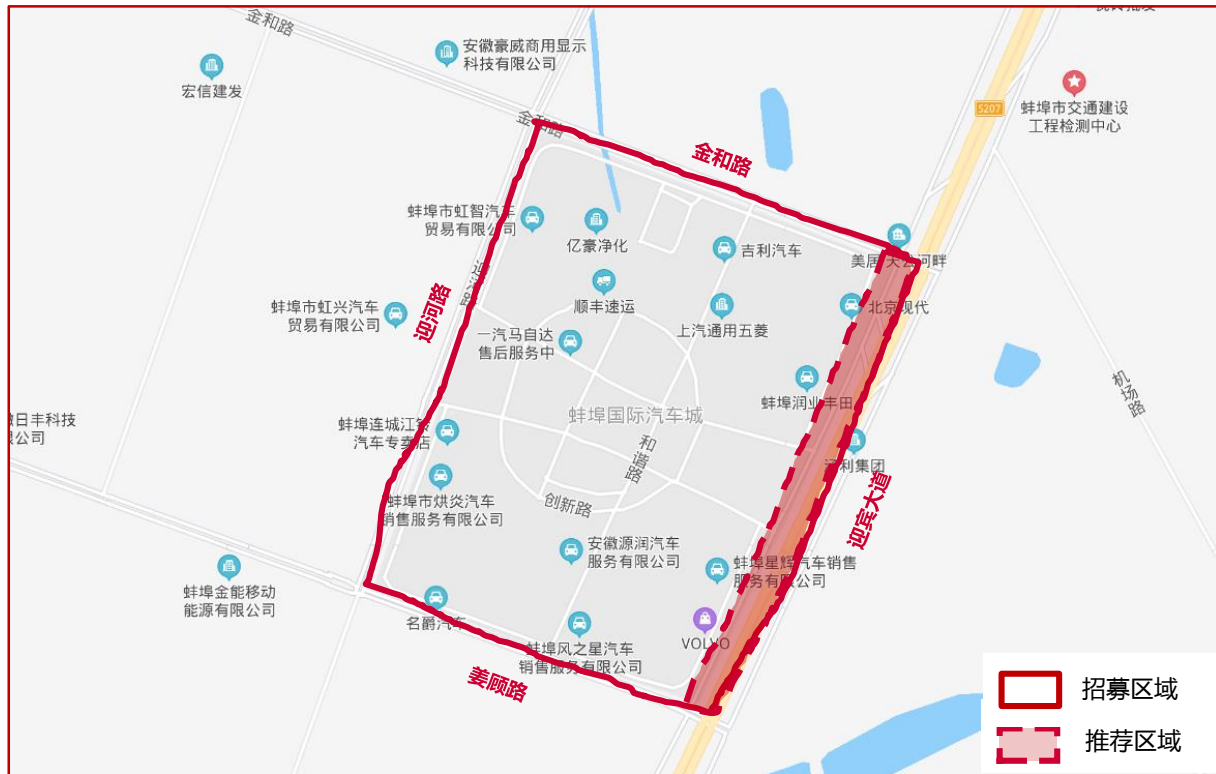 金和路
安徽豪威商用显示
科技有限公司
宏信建发
S207
蚌埠市交通建设
工程检测中心
金和路
金和路
蚌埠市虹智汽车
贸易有限公司
亿豪净化
吉利汽车
迎河路
顺丰速运
北京现代
蚌埠市虹兴汽车
贸易有限公司
上汽通用五菱
一汽马自达
售后服务中
机场路
蚌埠润业丰田
蚌埠国际汽车城
日丰科技
公司
蚌埠连城江铃
汽车专卖店
和谐路
利集团
蚌埠市烘炎汽车
销售服务有限公司
创新路
迎宾大道
安徽源润汽车
服务有限公司
蚌埠星辉汽车销售
服务有限公司
蚌埠金能移动
能源有限公司
名爵汽车
VOLVO
蚌埠风之星汽车
销售服务有限公司
姜顾路
招募区域
推荐区域